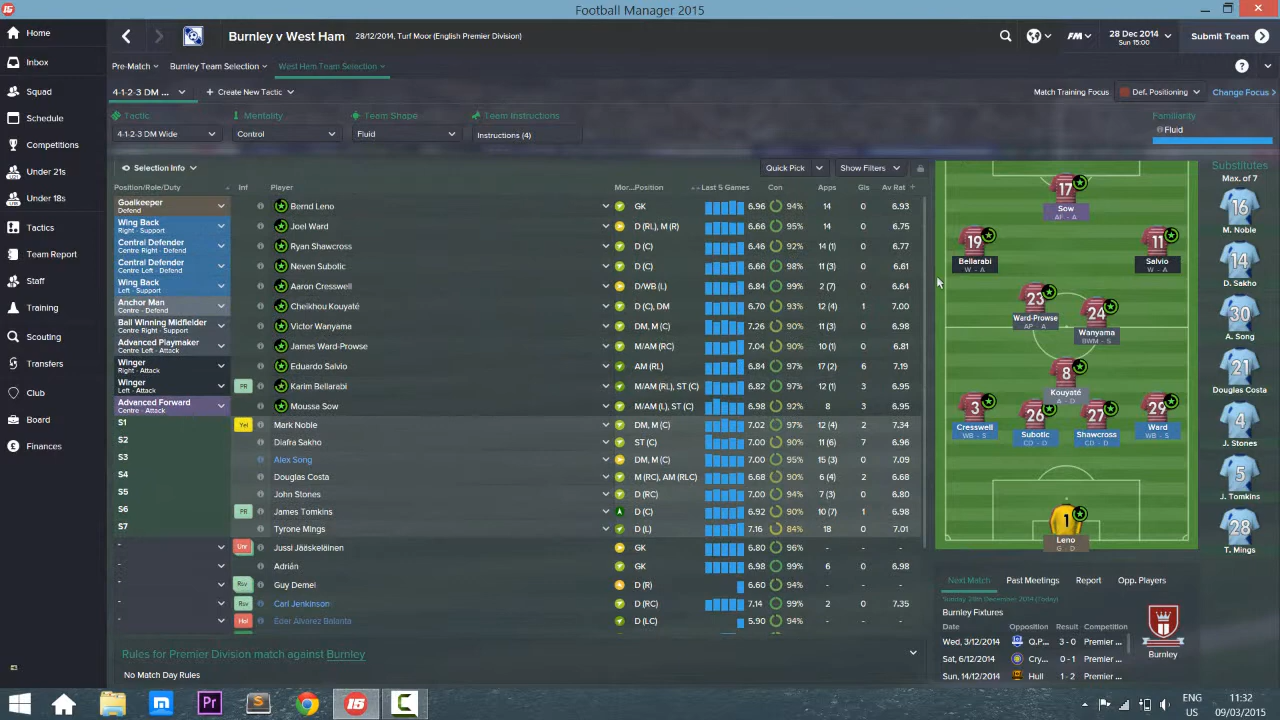 Football Manager 2015
Home
Inbox
Squad
Schedule
Competitions
Under 21s
Under 18s
Tactics
Team Report
Staff
Training
Scouting
Transfers
Club
Board
Finances
Burnley v West Ham
28/12/2014, Turf Moor (English Premier Division)
FM
28 Dec 2014
Sun 15:00
Submit Team
Pre-Match
Burnley Team Selection
West Ham Team Selection
4-1-2-3 DM ...
Create New Tactic
Match Training Focus
Def. Positioning
Change Focus >
Tactic
Mentality
Team Shape
Team Instructions
Familiarity
4-1-2-3 DM Wide
Control
Fluid
Instructions (4)
Fluid
Selection Info
Quick Pick
Show Filters
Position/Role/Duty Inf Player Mor... Position Last 5 Games Con Apps Gls Av Rat
Goalkeeper
Defend
Bernd Leno GK 6.96 94% 14 0 6.93
Wing Back
Right - Support
Joel Ward D (RL), M (R) 6.66 95% 14 0 6.75
Central Defender
Centre Right - Defend
Ryan Shawcross D (C) 6.46 92% 14 (1) 0 6.77
Central Defender
Centre Left - Defend
Neven Subotic D (C) 6.66 98% 11 (3) 0 6.61
Wing Back
Left - Support
Aaron Cresswell D/WB (L) 6.84 99% 2 (7) 0 6.64
Anchor Man
Centre - Defend
Cheikhou Kouyaté D (C), DM 6.70 93% 12 (4) 1 7.00
Ball Winning Midfielder
Centre Right - Support
Victor Wanyama DM, M (C) 7.26 90% 11 (3) 0 6.98
Advanced Playmaker
Centre Left - Attack
James Ward-Prowse M/AM (RC) 7.04 90% 10 (1) 0 6.81
Winger
Right - Attack
Eduardo Salvio AM (RL) 6.84 97% 17 (2) 6 7.19
Winger
Left - Attack
PR Karim Bellarabi M/AM (RL), ST (C) 6.82 97% 12 (1) 3 6.95
Advanced Forward
Centre - Attack
Moussa Sow M/AM (L), ST (C) 6.98 92% 8 3 6.95
S1 Yel Mark Noble DM, M (C) 7.02 97% 12 (4) 2 7.34
S2 Diafra Sakho ST (C) 7.00 90% 11 (6) 7 6.96
S3 Alex Song DM, M (C) 7.00 95% 15 (3) 0 7.09
S4 Douglas Costa M (RC), AM (RLC) 6.68 90% 6 (4) 2 6.68
S5 John Stones D (RC) 7.00 94% 7 (3) 0 6.80
S6 PR James Tomkins D (C) 6.92 90% 10 (7) 1 6.98
S7 Tyrone Mings D (L) 7.16 84% 18 0 7.01
- Unr Jussi Jääskeläinen GK 6.80 96% - - -
- Adrián GK 6.98 99% 6 0 6.98
- Rsv Guy Demel D (R) 6.60 94% - - -
- Rsv Carl Jenkinson D (RC) 7.14 99% 2 0 7.35
- Hol Eder Álvarez Balanta D (LC) 5.90 94% - - -
17
Sow
AF - A
19
Bellarabi
W - A
11
Salvio
W - A
23
Ward-Prowse
AP - A
24
Wanyama
BWM - S
8
Kouyaté
A - D
3
Cresswell
WB - S
26
Subotic
CD - D
27
Shawcross
CD - D
29
Ward
WB - S
1
Leno
G - D
Substitutes
Max. of 7
16
M. Noble
14
D. Sakho
30
A. Song
21
Douglas Costa
4
J. Stones
5
J. Tomkins
28
T. Mings
Rules for Premier Division match against Burnley
No Match Day Rules
Next Match
Past Meetings
Report
Opp. Players
Sunday 28th December 2014 (Today)
Burnley Fixtures
Date Opposition Result Competition
Wed, 3/12/2014 Q.P... 3 - 0 Premier ...
Sat, 6/12/2014 Cry... 0 - 1 Premier ...
Sun, 14/12/2014 Hull 1 - 2 Premier ...
Burnley
Pr
S
16
C
ENG
US
11:32
09/03/2015